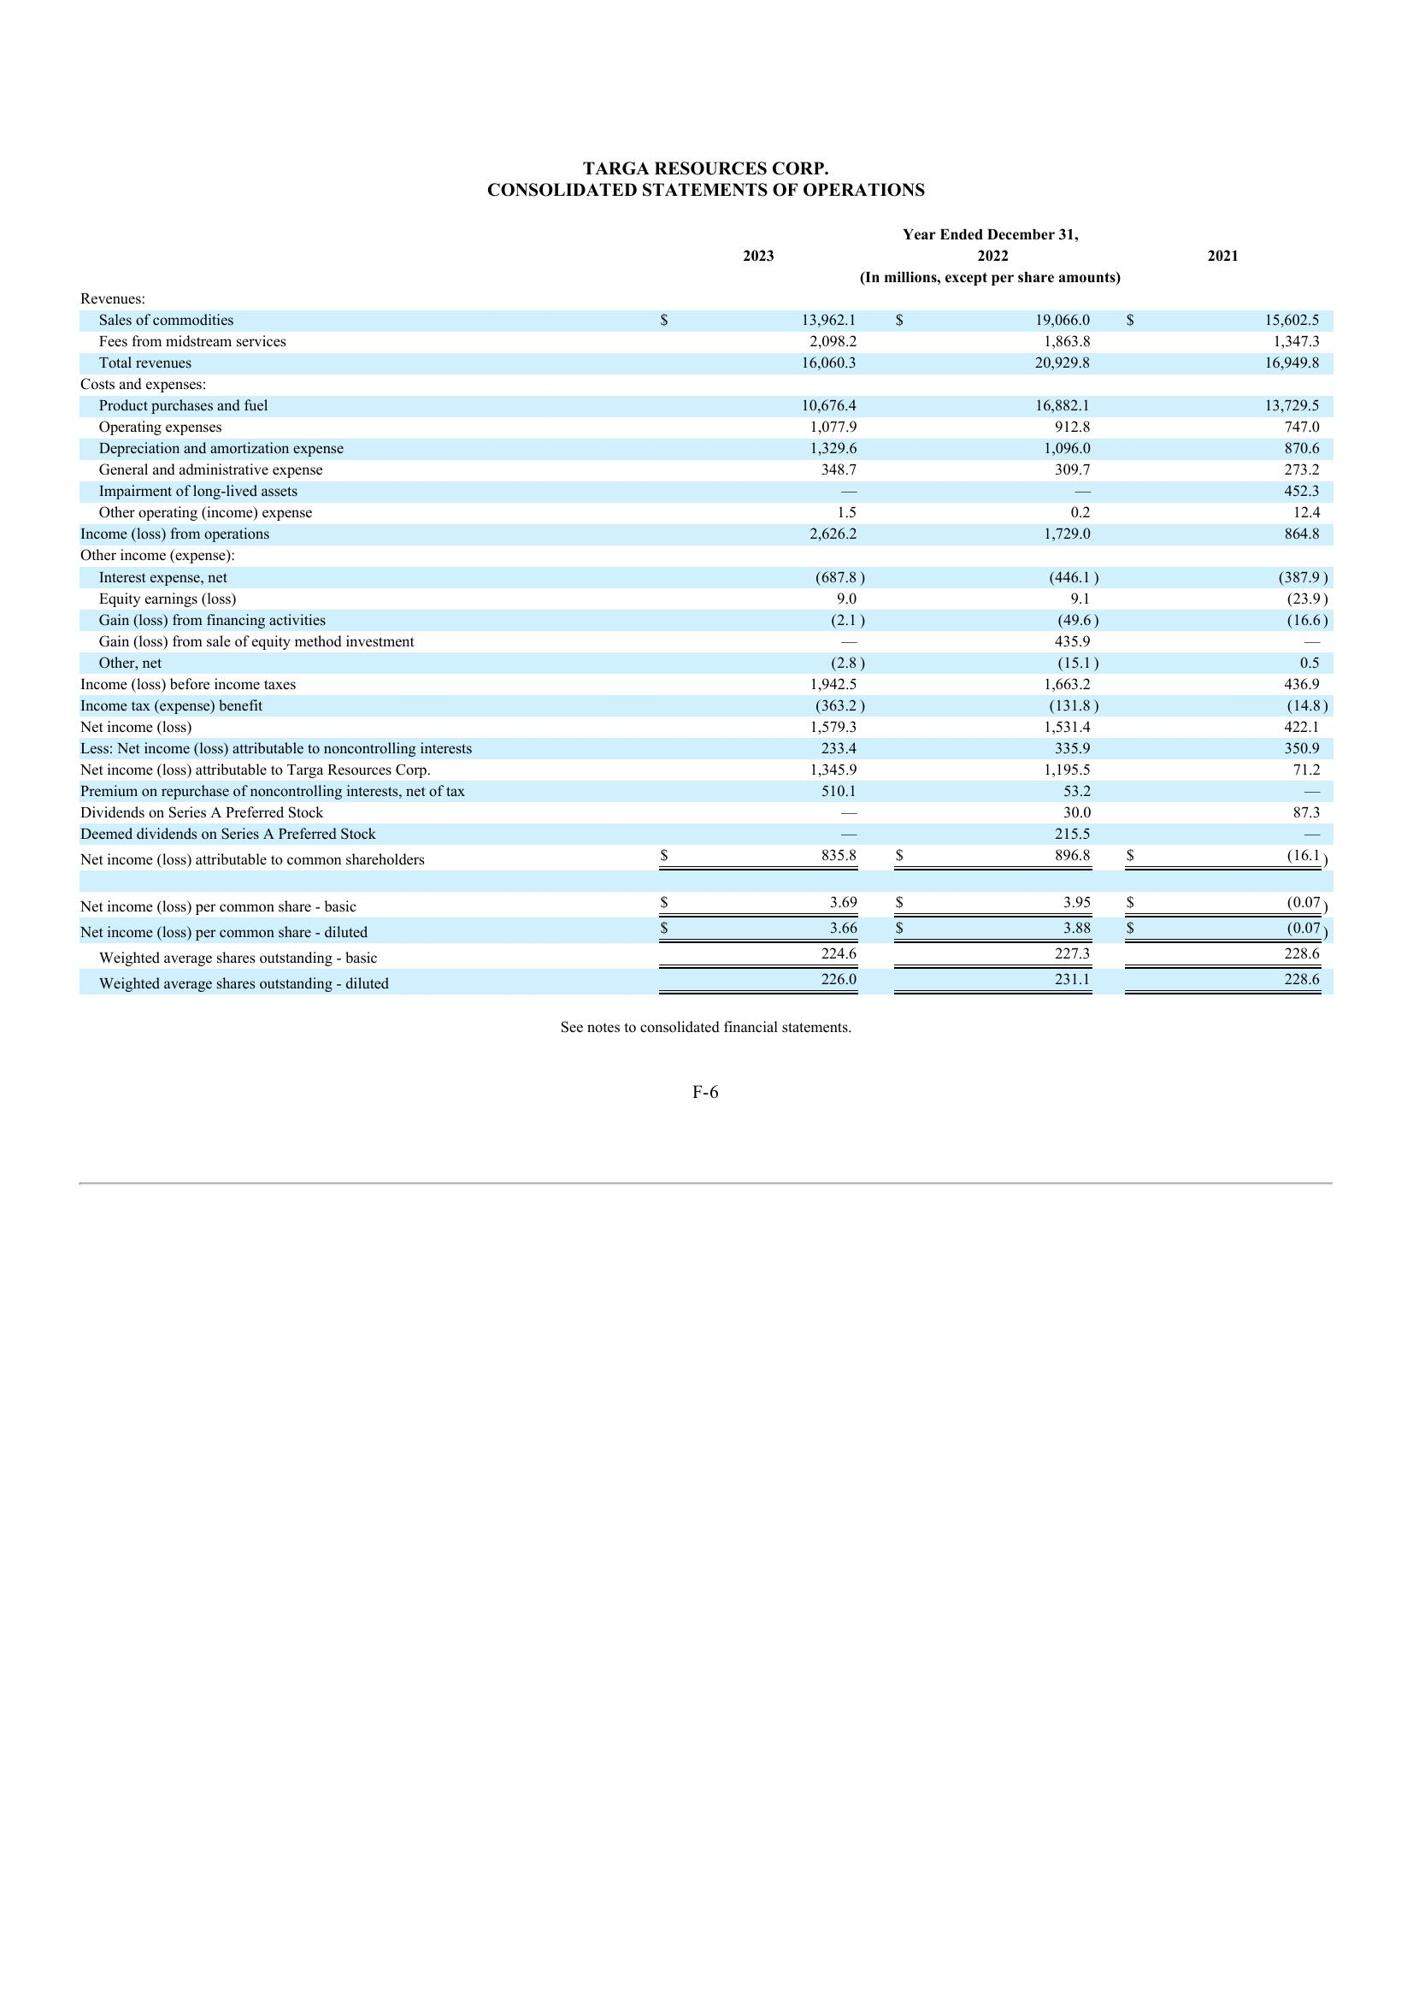 TARGA RESOURCES CORP.
CONSOLIDATED STATEMENTS OF OPERATIONS
Year Ended December 31,
2023 2022 2021
(In millions, except per share amounts)
Revenues:
Sales of commodities $ 13,962.1 $ 19,066.0 $ 15,602.5
Fees from midstream services 2,098.2 1,863.8 1,347.3
Total revenues 16,060.3 20,929.8 16,949.8
Costs and expenses:
Product purchases and fuel 10,676.4 16,882.1 13,729.5
Operating expenses 1,077.9 912.8 747.0
Depreciation and amortization expense 1,329.6 1,096.0 870.6
General and administrative expense 348.7 309.7 273.2
Impairment of long-lived assets — — 452.3
Other operating (income) expense 1.5 0.2 12.4
Income (loss) from operations 2,626.2 1,729.0 864.8
Other income (expense):
Interest expense, net (687.8 ) (446.1 ) (387.9 )
Equity earnings (loss) 9.0 9.1 (23.9 )
Gain (loss) from financing activities (2.1 ) (49.6 ) (16.6 )
Gain (loss) from sale of equity method investment — 435.9 —
Other, net (2.8 ) (15.1 ) 0.5
Income (loss) before income taxes 1,942.5 1,663.2 436.9
Income tax (expense) benefit (363.2 ) (131.8 ) (14.8 )
Net income (loss) 1,579.3 1,531.4 422.1
Less: Net income (loss) attributable to noncontrolling interests 233.4 335.9 350.9
Net income (loss) attributable to Targa Resources Corp. 1,345.9 1,195.5 71.2
Premium on repurchase of noncontrolling interests, net of tax 510.1 53.2 —
Dividends on Series A Preferred Stock — 30.0 87.3
Deemed dividends on Series A Preferred Stock — 215.5 —
Net income (loss) attributable to common shareholders $ 835.8 $ 896.8 $ (16.1 )
Net income (loss) per common share - basic $ 3.69 $ 3.95 $ (0.07 )
Net income (loss) per common share - diluted $ 3.66 $ 3.88 $ (0.07 )
Weighted average shares outstanding - basic 224.6 227.3 228.6
Weighted average shares outstanding - diluted 226.0 231.1 228.6
See notes to consolidated financial statements.
F-6